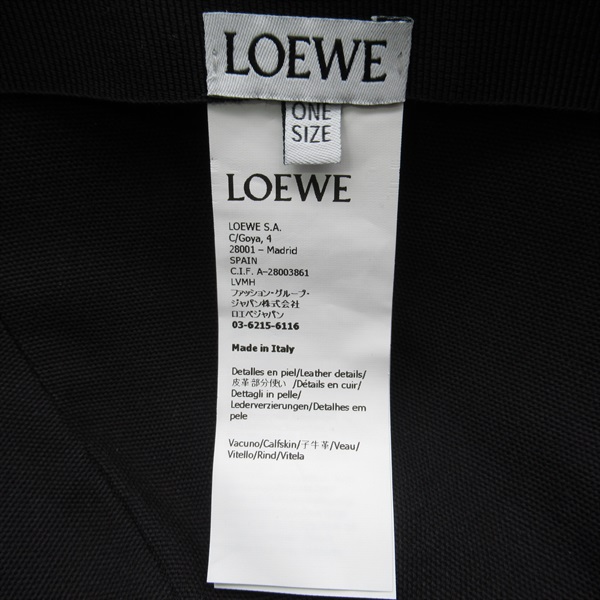 LOEWE
ONE
SIZE
LOEWE
LOEWE S.A.
C/Goya, 4
28001 – Madrid
SPAIN
C.I.F. A-28003861
LVMH
ファッション・グループ・
ジャパン株式会社
ロエベジャパン
03-6215-6116
Made in Italy
Detalles en piel/Leather details/
皮革部分使い /Détails en cuir/
Dettagli in pelle/
Lederverzierungen/Detalhes em
pele
Vacuno/Calfskin/子牛革/Veau/
Vitello/Rind/Vitela